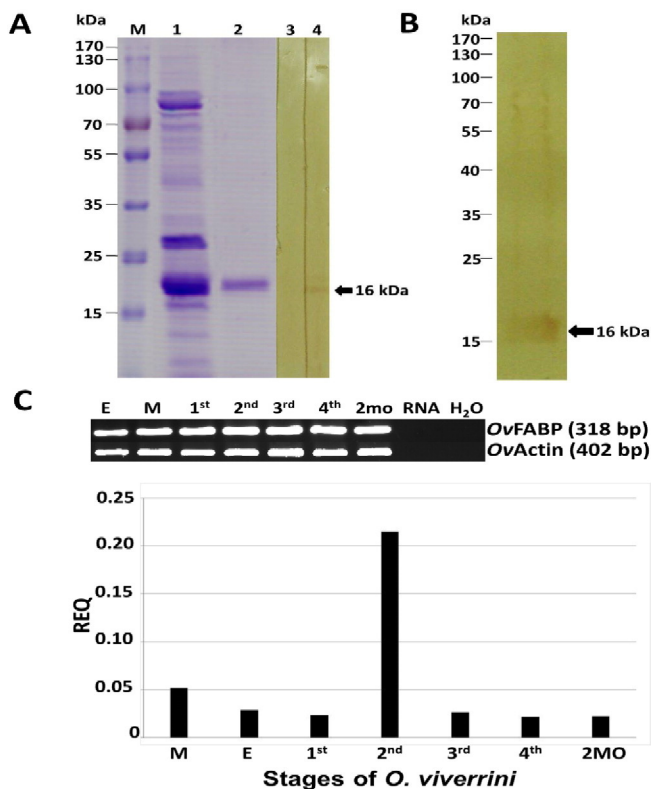 A
kDa M 1 2 3 4
170
130
100
70
55
35
25
15
16 kDa
B
kDa
170
130
100
70
55
40
35
25
15
16 kDa
C
E M 1st 2nd 3rd 4th 2mo RNA H2O
OvFABP (318 bp)
OvActin (402 bp)
REQ
0.25
0.20
0.15
0.10
0.05
0
M E 1st 2nd 3rd 4th 2MO
Stages of O. viverrini